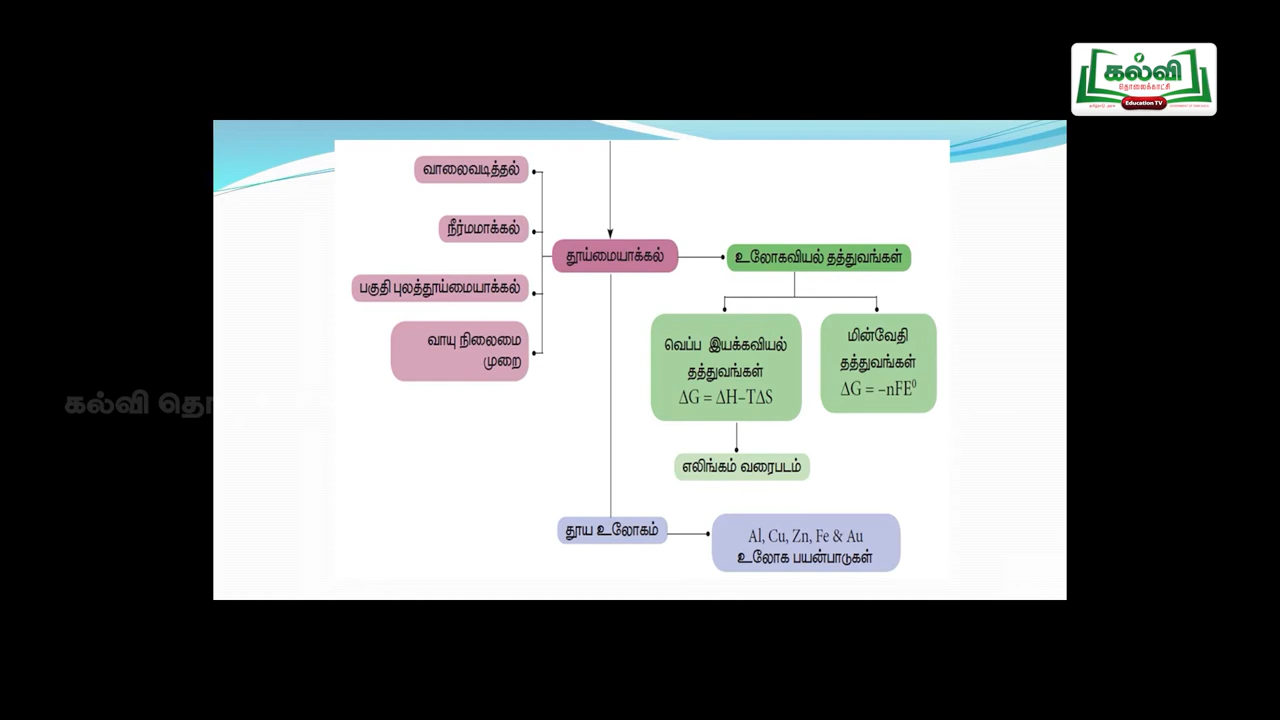 கல்வி
தொலைக்காட்சி
Education TV
வாலைவடித்தல்
நீர்மமாக்கல்
தூய்மையாக்கல்
உலோகவியல் தத்துவங்கள்
பகுதி புலத்தூய்மையாக்கல்
வாயு நிலைமை
முறை
வெப்ப இயக்கவியல்
தத்துவங்கள்
ΔG = ΔH–TΔS
மின்வேதி
தத்துவங்கள்
ΔG = –nFE⁰
கல்வி
எலிங்கம் வரைபடம்
தூய உலோகம்
Al, Cu, Zn, Fe & Au
உலோக பயன்பாடுகள்